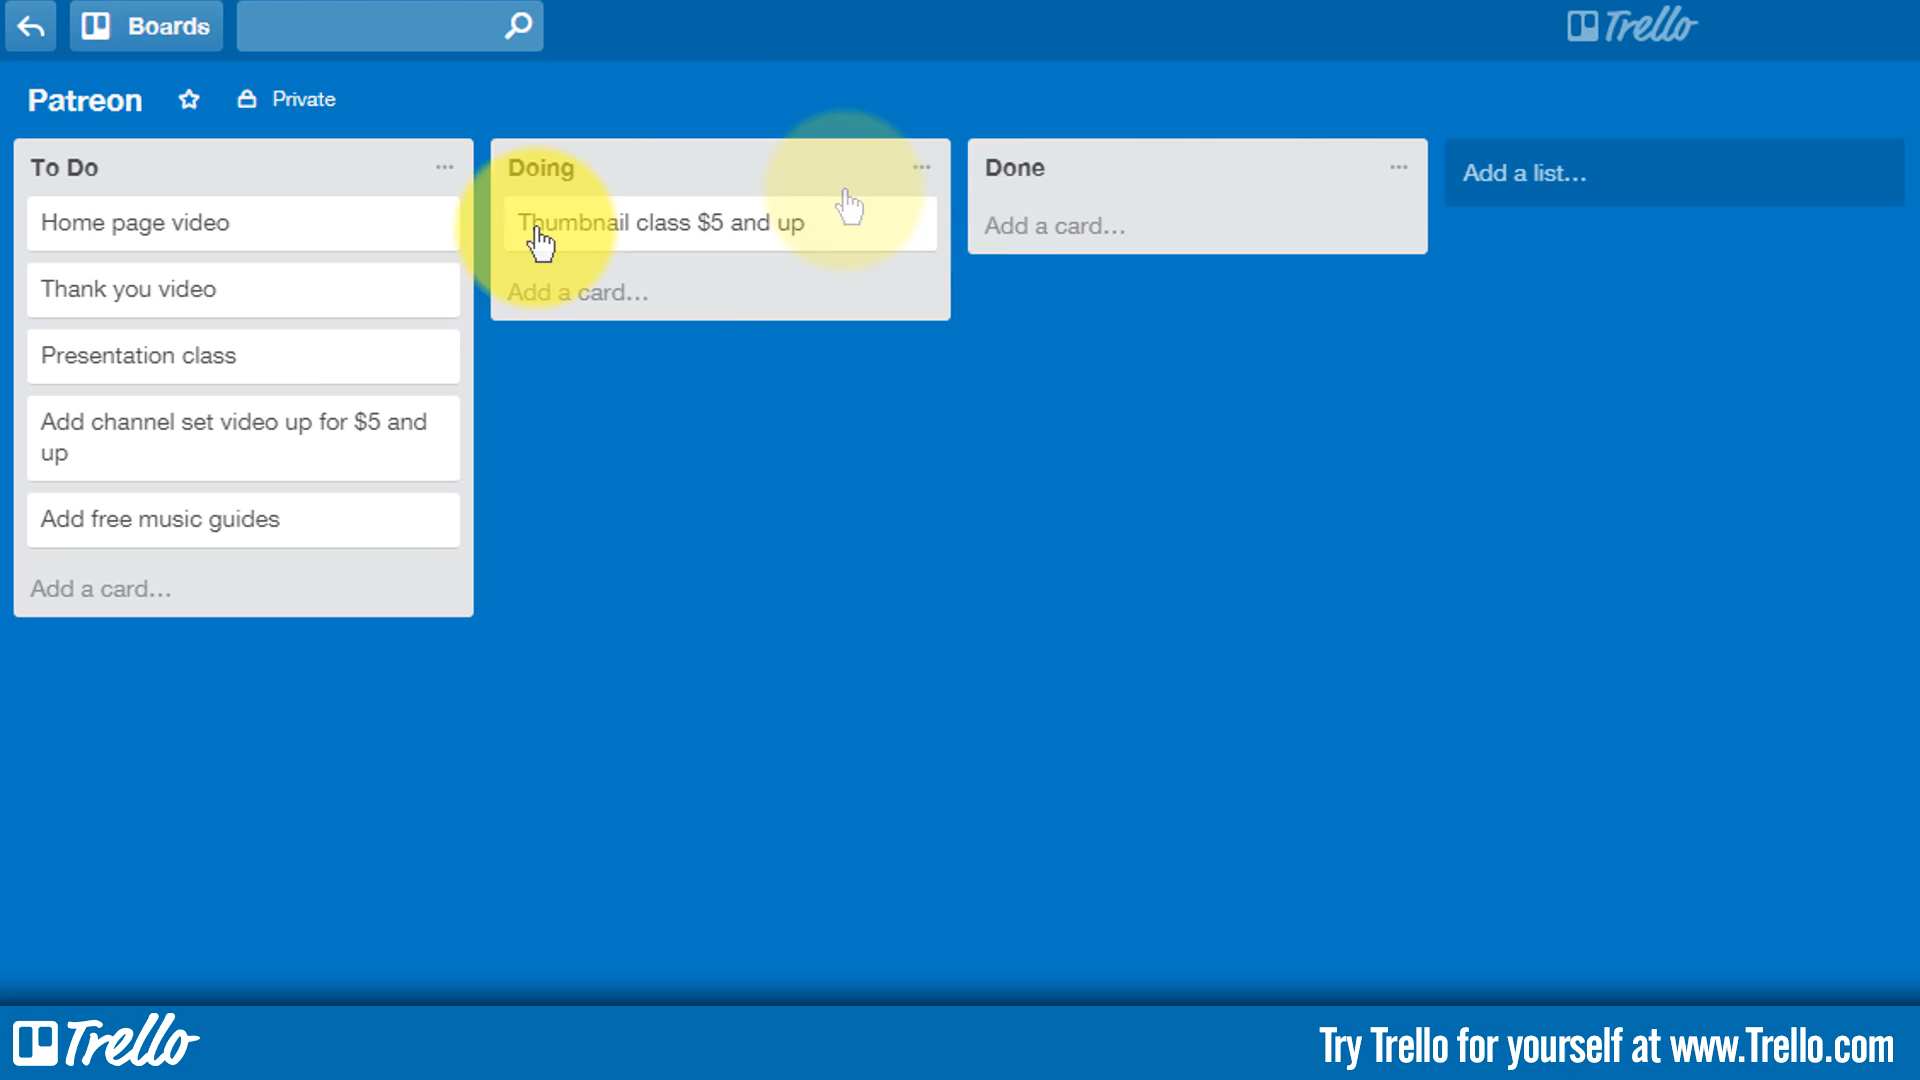 Boards
Trello
Patreon
Private
To Do
Home page video
Thank you video
Presentation class
Add channel set video up for $5 and
up
Add free music guides
Add a card…
Doing
Thumbnail class $5 and up
Add a card…
Done
Add a card…
Add a list…
Trello
Try Trello for yourself at www.Trello.com